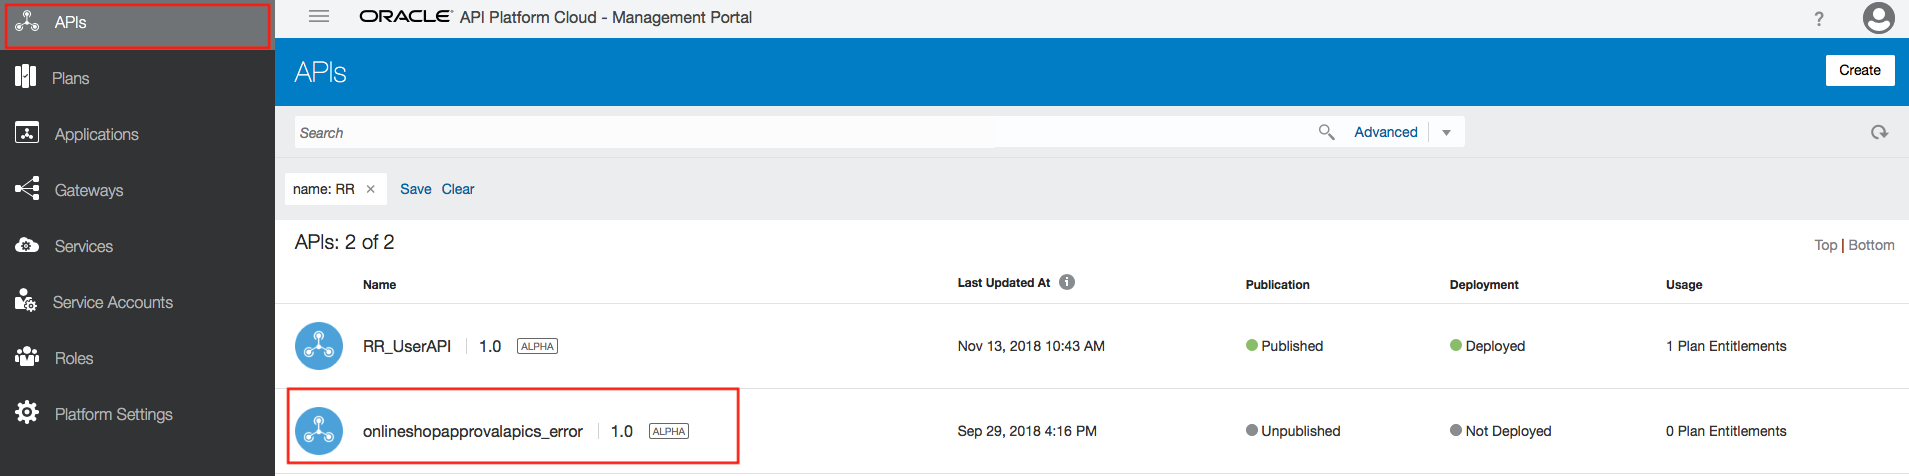 APIs
Plans
Applications
Gateways
Services
Service Accounts
Roles
Platform Settings
ORACLE API Platform Cloud - Management Portal ?
APIs
Create
Search Advanced
name: RR × Save Clear
APIs: 2 of 2
Top | Bottom
Name Last Updated At i Publication Deployment Usage
RR_UserAPI 1.0 ALPHA Nov 13, 2018 10:43 AM Published Deployed 1 Plan Entitlements
onlineshopapprovalapics_error 1.0 ALPHA Sep 29, 2018 4:16 PM Unpublished Not Deployed 0 Plan Entitlements